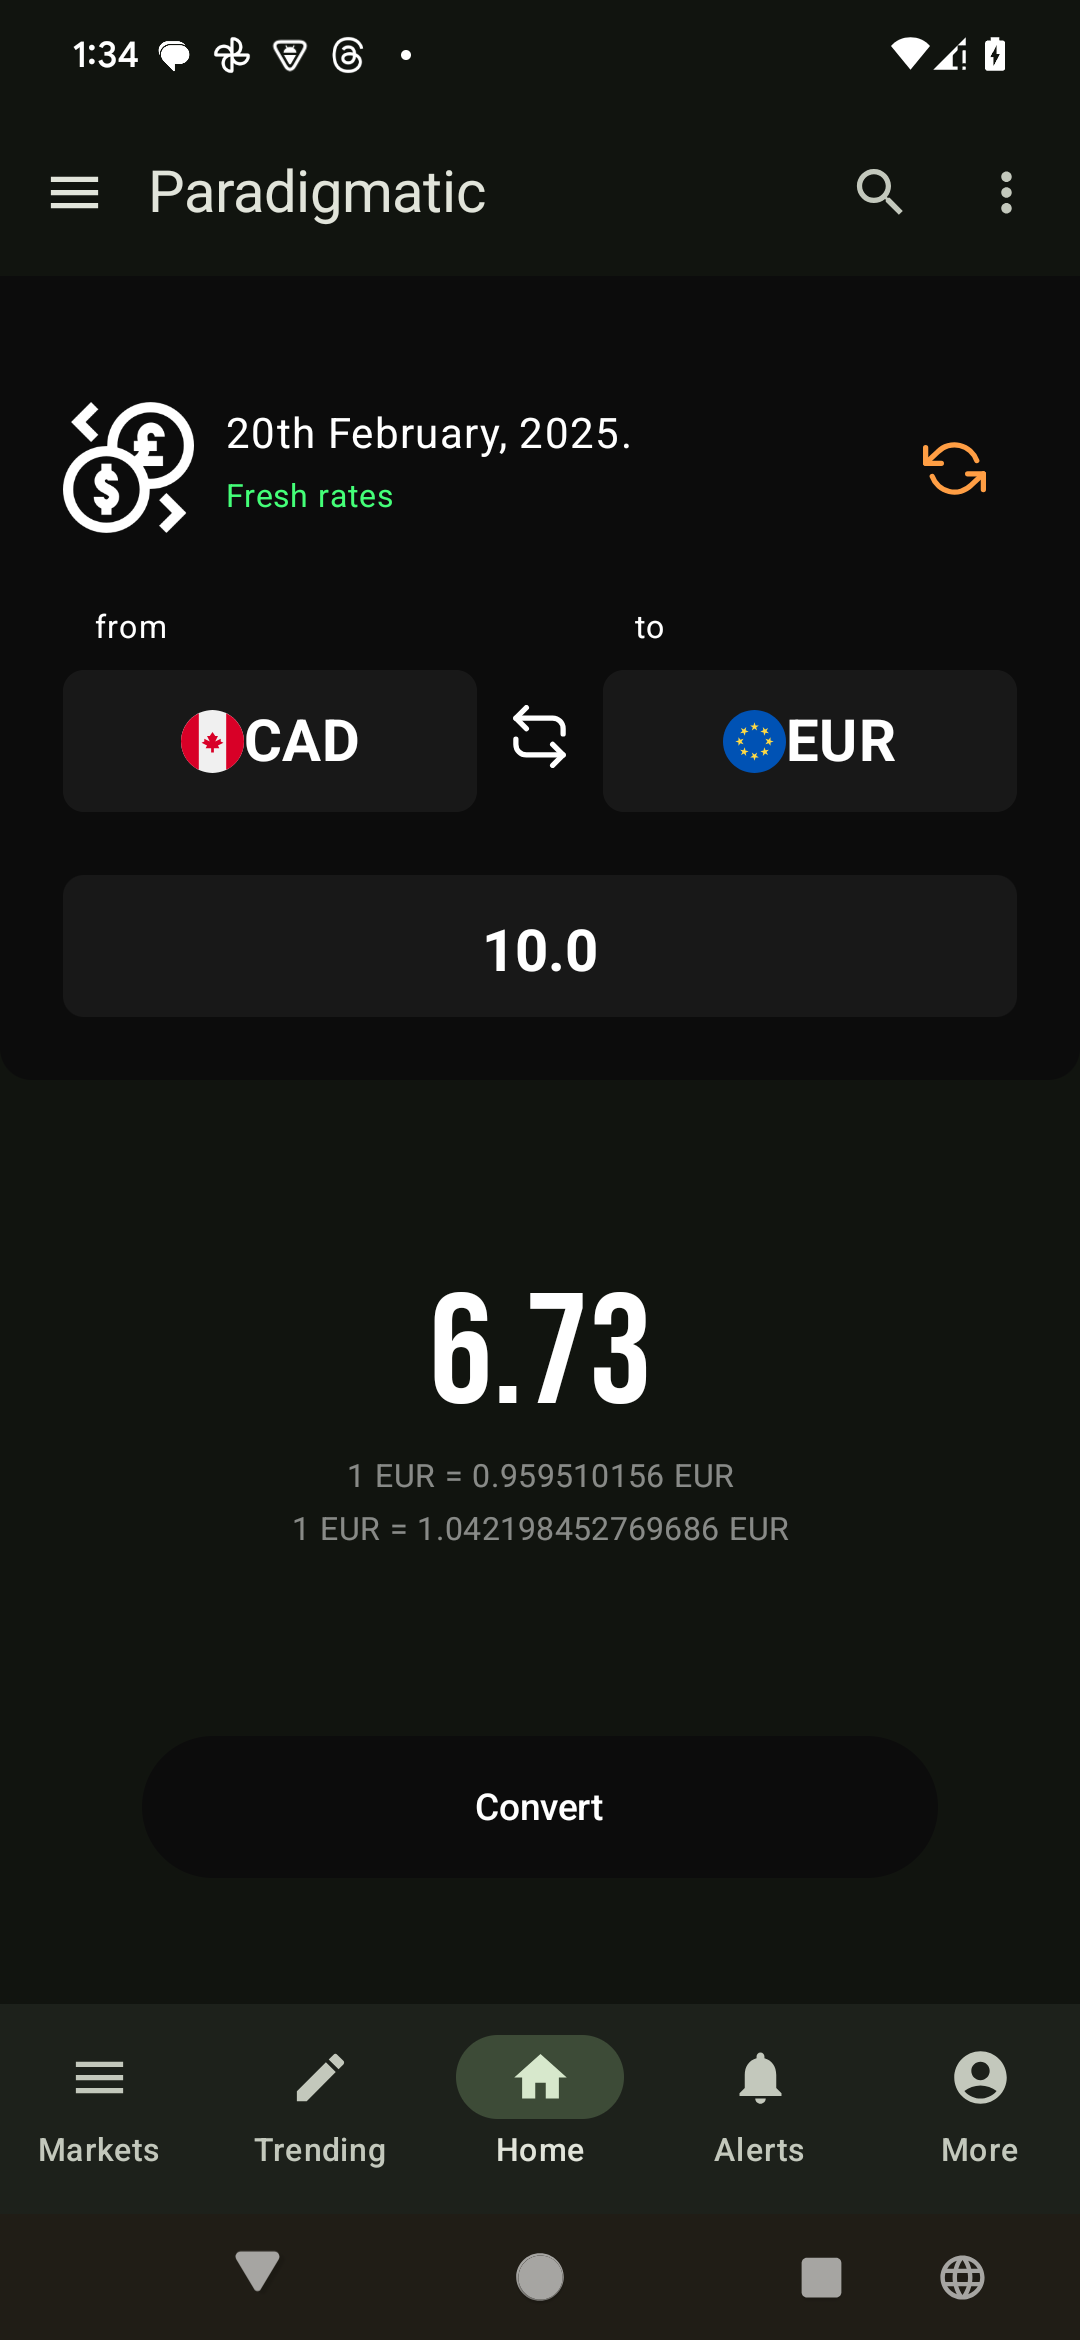 1:34
Paradigmatic
20th February, 2025.
Fresh rates
from
to
CAD
EUR
10.0
6.73
1 EUR = 0.959510156 EUR
1 EUR = 1.042198452769686 EUR
Convert
Markets
Trending
Home
Alerts
More